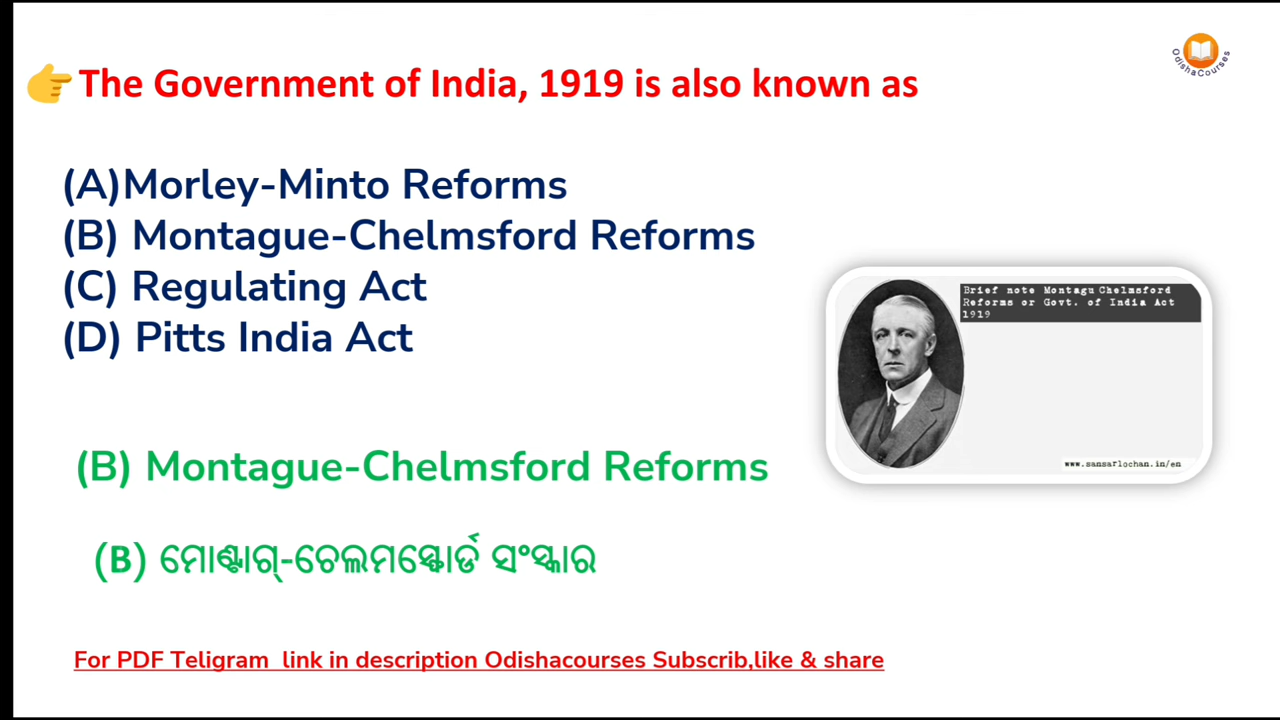 OdishaCourses
👉The Government of India, 1919 is also known as
(A)Morley-Minto Reforms
(B) Montague-Chelmsford Reforms
(C) Regulating Act
(D) Pitts India Act
Brief note Montagu Chelmsford
Reforms or Govt. of India Act
1919
www.sansarlochan.in/en
(B) Montague-Chelmsford Reforms
(B) ମୋଣ୍ଟାଗ୍-ଚେଲମସ୍ଫୋର୍ଡ ସଂସ୍କାର
For PDF Teligram link in description Odishacourses Subscrib,like & share